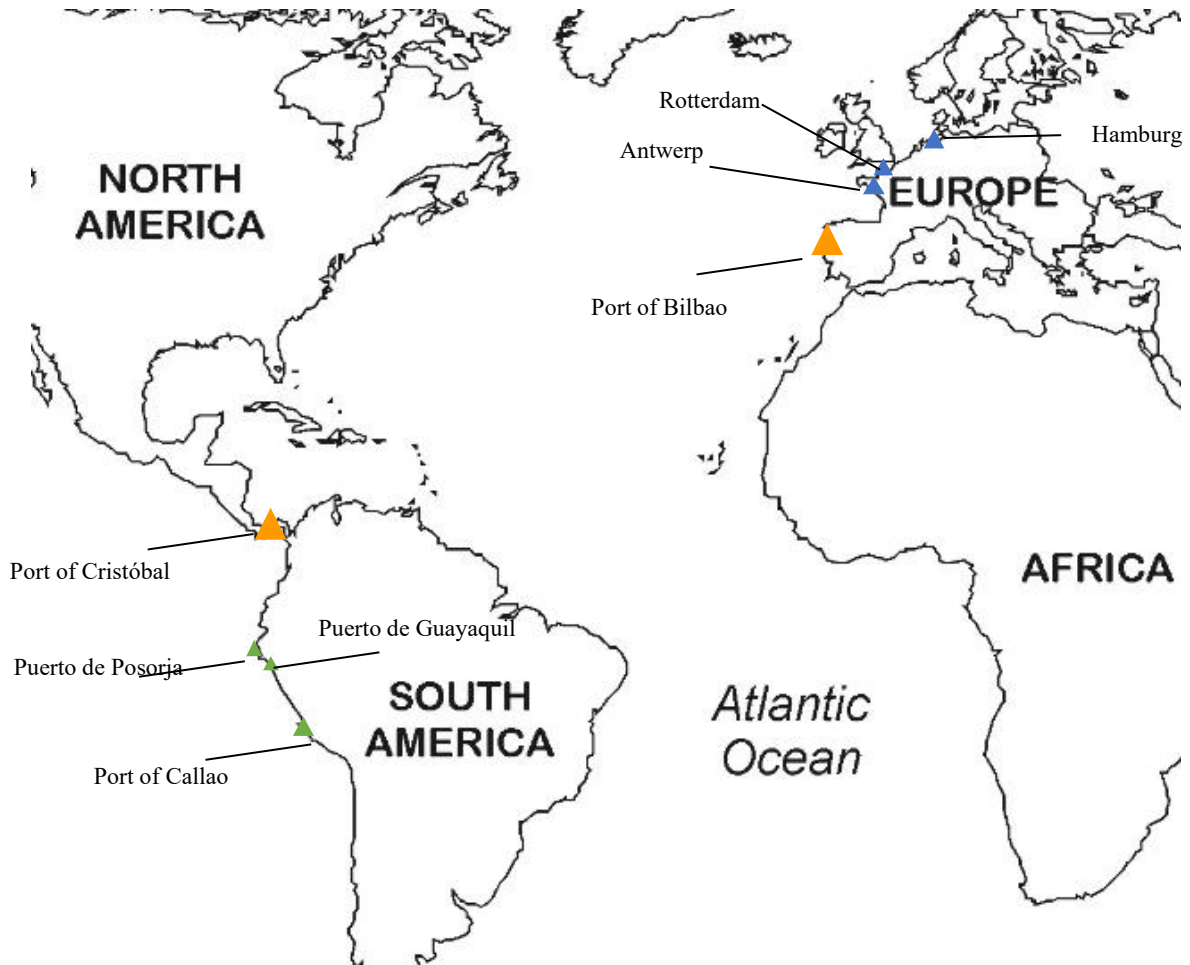 Rotterdam
Hamburg
Antwerp
NORTH
AMERICA
EUROPE
Port of Bilbao
Port of Cristóbal
AFRICA
Puerto de Guayaquil
Puerto de Posorja
SOUTH
AMERICA
Atlantic
Ocean
Port of Callao